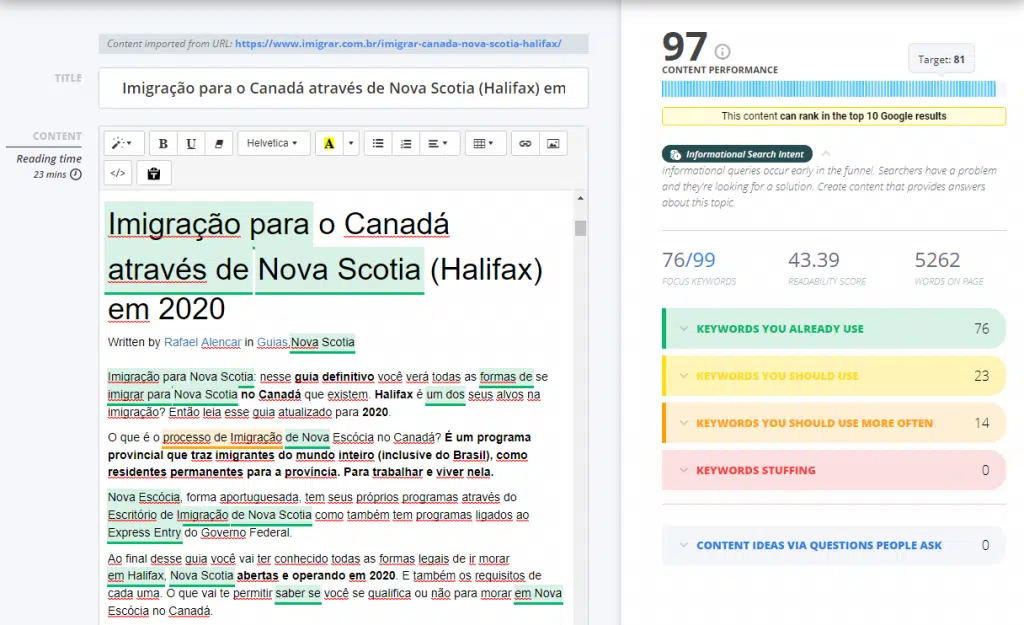 Content imported from URL: https://www.imigrar.com.br/imigrar-canada-nova-scotia-halifax/
TITLE
Imigração para o Canadá através de Nova Scotia (Halifax) em
CONTENT
Reading time
23 mins
B U Helvetica A
</>
Imigração para o Canadá
através de Nova Scotia (Halifax)
em 2020
Written by Rafael Alencar in Guias,Nova Scotia
Imigração para Nova Scotia: nesse guia definitivo você verá todas as formas de se
imigrar para Nova Scotia no Canadá que existem. Halifax é um dos seus alvos na
imigração? Então leia esse guia atualizado para 2020.
O que é o processo de Imigração de Nova Escócia no Canadá? É um programa
provincial que traz imigrantes do mundo inteiro (inclusive do Brasil), como
residentes permanentes para a província. Para trabalhar e viver nela.
Nova Escócia, forma aportuguesada, tem seus próprios programas através do
Escritório de Imigração de Nova Scotia como também tem programas ligados ao
Express Entry do Governo Federal.
Ao final desse guia você vai ter conhecido todas as formas legais de ir morar
em Halifax, Nova Scotia abertas e operando em 2020. E também os requisitos de
cada uma. O que vai te permitir saber se você se qualifica ou não para morar em Nova
Escócia no Canadá.
97
CONTENT PERFORMANCE
Target: 81
This content can rank in the top 10 Google results
Informational Search Intent
Informational queries occur early in the funnel. Searchers have a problem
and they're looking for a solution. Create content that provides answers
about this topic.
76/99 43.39 5262
FOCUS KEYWORDS READABILITY SCORE WORDS ON PAGE
KEYWORDS YOU ALREADY USE 76
KEYWORDS YOU SHOULD USE 23
KEYWORDS YOU SHOULD USE MORE OFTEN 14
KEYWORDS STUFFING 0
CONTENT IDEAS VIA QUESTIONS PEOPLE ASK 0